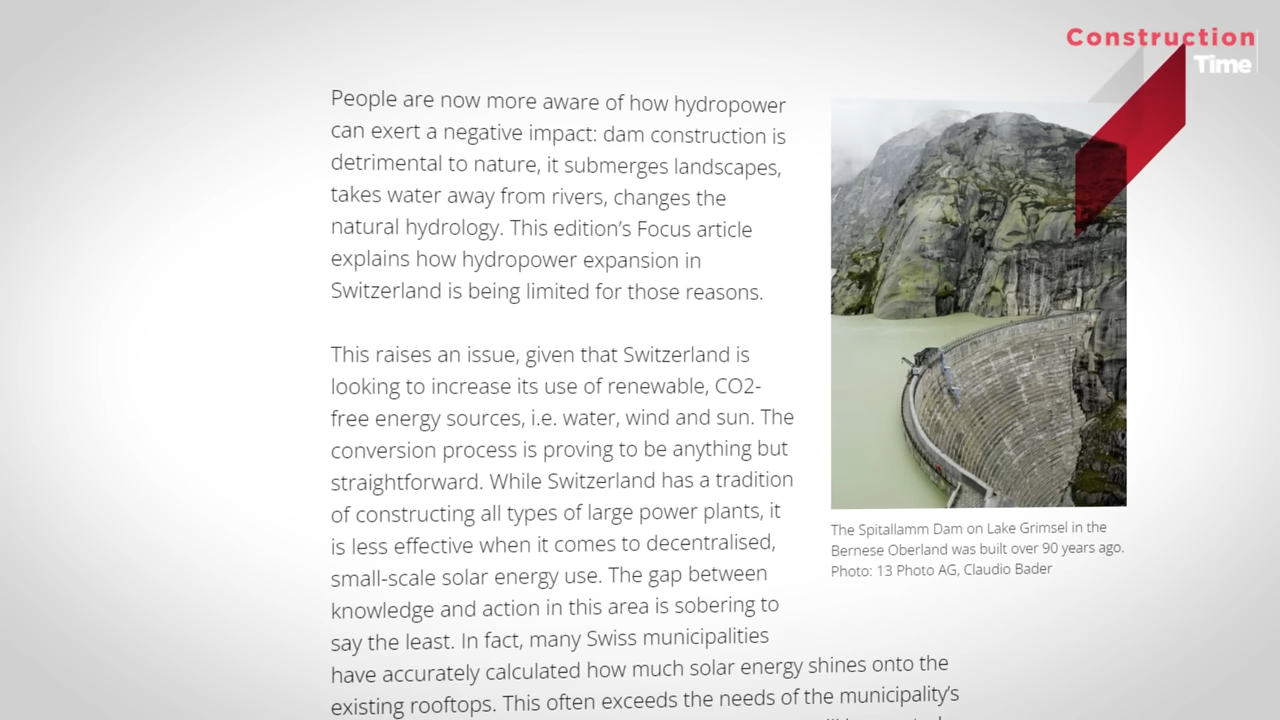 Construction
Time
People are now more aware of how hydropower
can exert a negative impact: dam construction is
detrimental to nature, it submerges landscapes,
takes water away from rivers, changes the
natural hydrology. This edition’s Focus article
explains how hydropower expansion in
Switzerland is being limited for those reasons.
This raises an issue, given that Switzerland is
looking to increase its use of renewable, CO2-
free energy sources, i.e. water, wind and sun. The
conversion process is proving to be anything but
straightforward. While Switzerland has a tradition
of constructing all types of large power plants, it
is less effective when it comes to decentralised,
small-scale solar energy use. The gap between
knowledge and action in this area is sobering to
say the least. In fact, many Swiss municipalities
have accurately calculated how much solar energy shines onto the
existing rooftops. This often exceeds the needs of the municipality’s
The Spitallamm Dam on Lake Grimsel in the
Bernese Oberland was built over 90 years ago.
Photo: 13 Photo AG, Claudio Bader